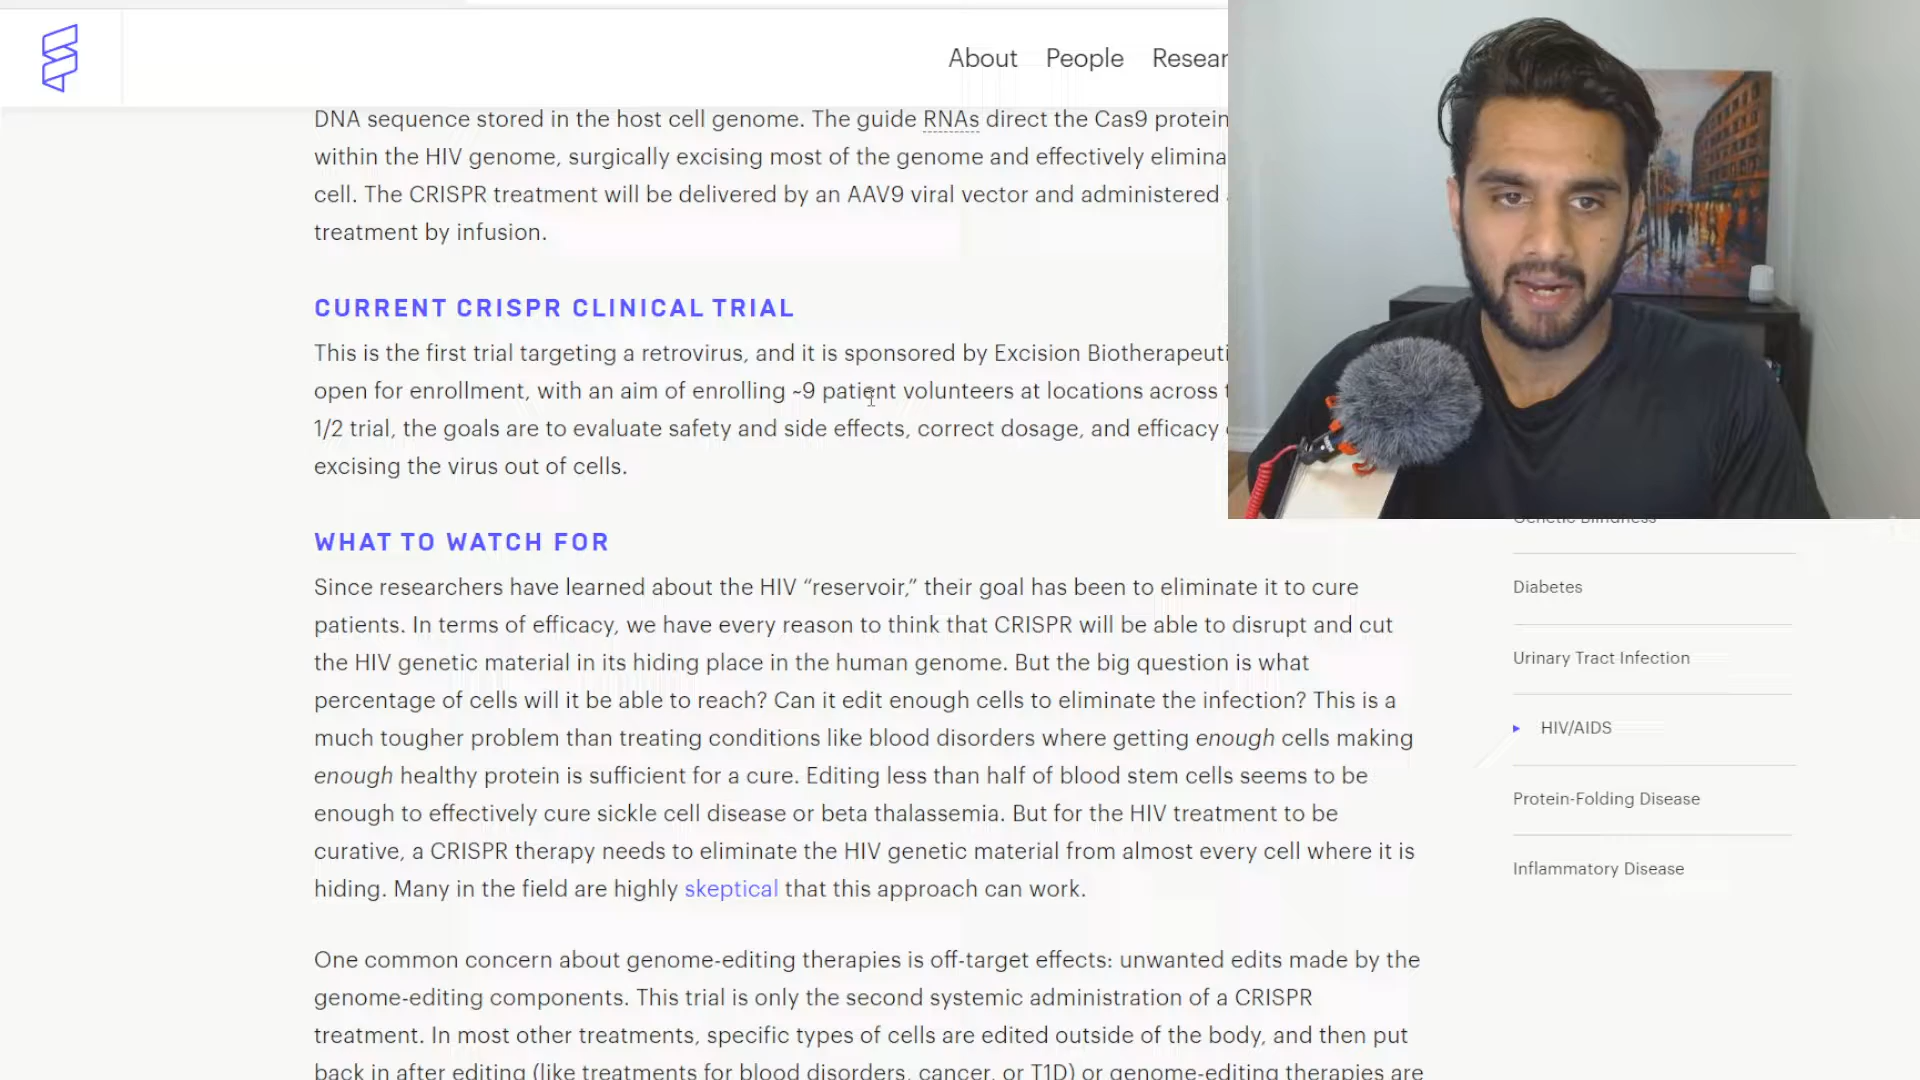 About People Resear
DNA sequence stored in the host cell genome. The guide RNAs direct the Cas9 protein
within the HIV genome, surgically excising most of the genome and effectively elimina
cell. The CRISPR treatment will be delivered by an AAV9 viral vector and administered
treatment by infusion.
CURRENT CRISPR CLINICAL TRIAL
This is the first trial targeting a retrovirus, and it is sponsored by Excision Biotherapeuti
open for enrollment, with an aim of enrolling ~9 patient volunteers at locations across t
1/2 trial, the goals are to evaluate safety and side effects, correct dosage, and efficacy
excising the virus out of cells.
WHAT TO WATCH FOR
Since researchers have learned about the HIV “reservoir,” their goal has been to eliminate it to cure
patients. In terms of efficacy, we have every reason to think that CRISPR will be able to disrupt and cut
the HIV genetic material in its hiding place in the human genome. But the big question is what
percentage of cells will it be able to reach? Can it edit enough cells to eliminate the infection? This is a
much tougher problem than treating conditions like blood disorders where getting enough cells making
enough healthy protein is sufficient for a cure. Editing less than half of blood stem cells seems to be
enough to effectively cure sickle cell disease or beta thalassemia. But for the HIV treatment to be
curative, a CRISPR therapy needs to eliminate the HIV genetic material from almost every cell where it is
hiding. Many in the field are highly skeptical that this approach can work.
One common concern about genome-editing therapies is off-target effects: unwanted edits made by the
genome-editing components. This trial is only the second systemic administration of a CRISPR
treatment. In most other treatments, specific types of cells are edited outside of the body, and then put
back in after editing (like treatments for blood disorders, cancer, or T1D) or genome-editing therapies are
Genetic Blindness
Diabetes
Urinary Tract Infection
HIV/AIDS
Protein-Folding Disease
Inflammatory Disease